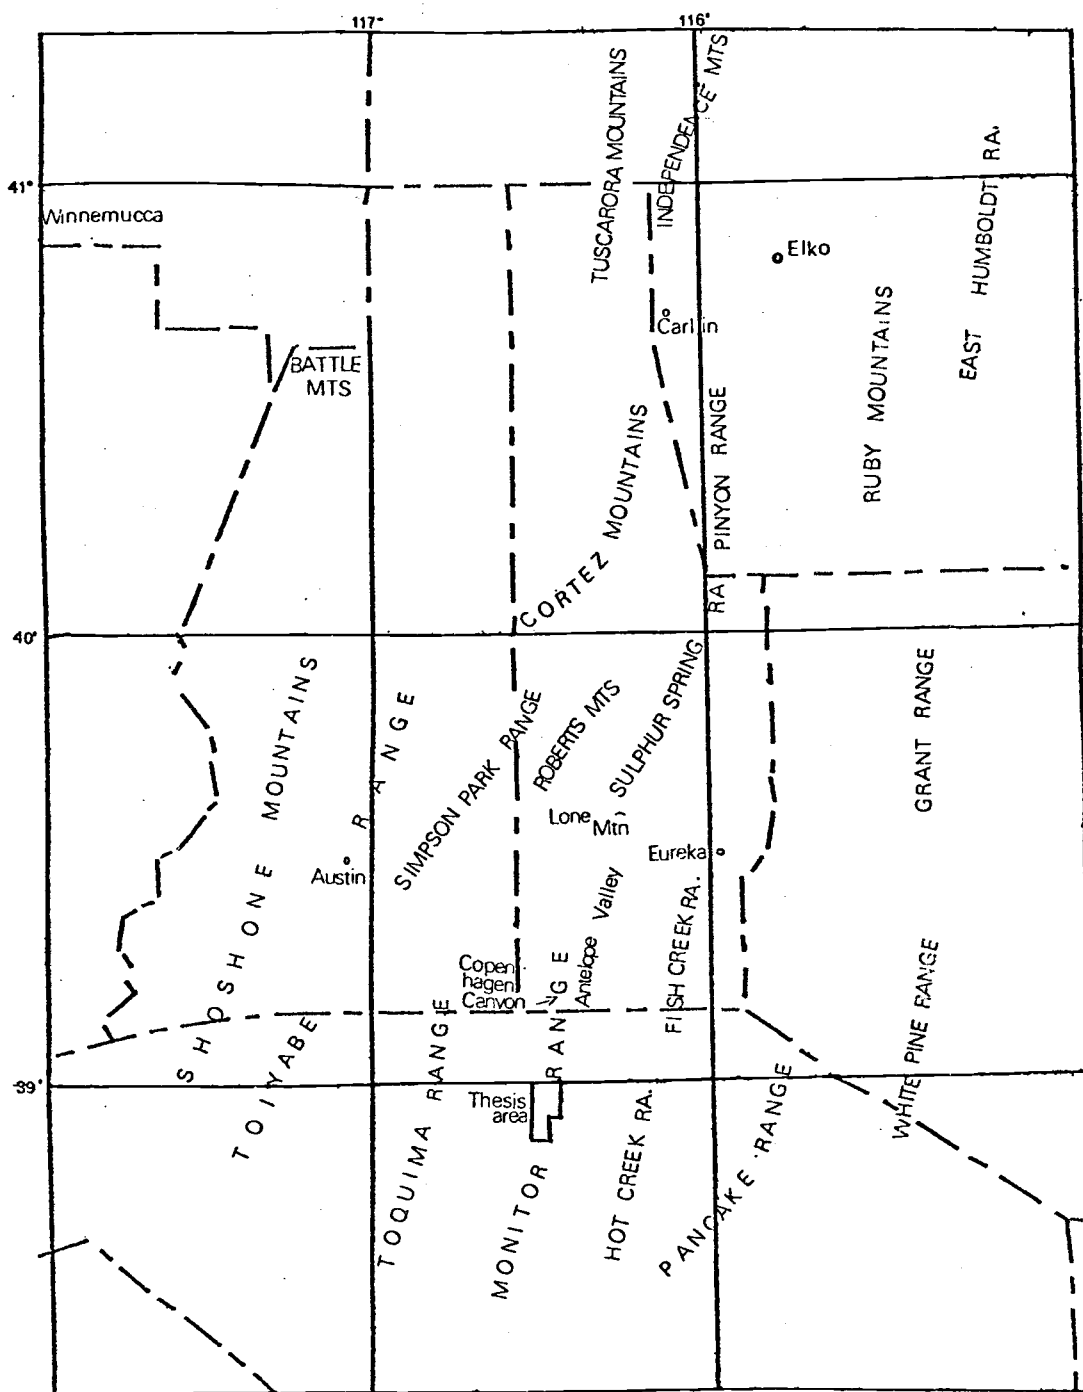 117°
116°
TUSCARORA MOUNTAINS
INDEPENDENCE MTS
41°
Winnemucca
Elko
EAST HUMBOLDT RA.
Carlin
BATTLE
MTS
RUBY MOUNTAINS
PINYON RANGE
CORTEZ MOUNTAINS
40°
SHOSHONE MOUNTAINS
TOIYABE RANGE
SIMPSON PARK RANGE
ROBERTS MTS
SULPHUR SPRING RA
GRANT RANGE
Lone Mtn
Austin
Eureka
Antelope Valley
FISH CREEK RA.
Copen
hagen
Canyon
WHITE PINE RANGE
39°
TOQUIMA RANGE
MONITOR RANGE
Thesis
area
HOT CREEK RA.
PANCAKE RANGE